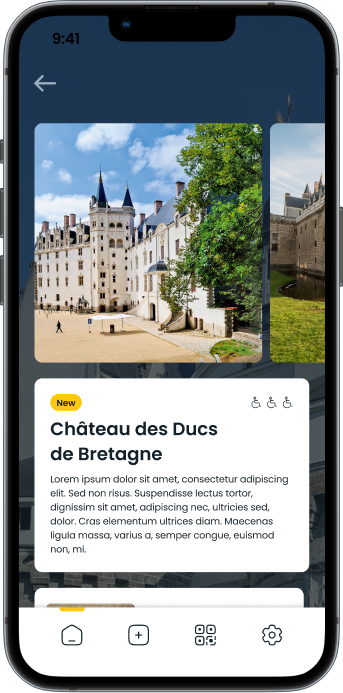 9:41
New
Château des Ducs
de Bretagne
Lorem ipsum dolor sit amet, consectetur adipiscing
elit. Sed non risus. Suspendisse lectus tortor,
dignissim sit amet, adipiscing nec, ultricies sed,
dolor. Cras elementum ultrices diam. Maecenas
ligula massa, varius a, semper congue, euismod
non, mi.